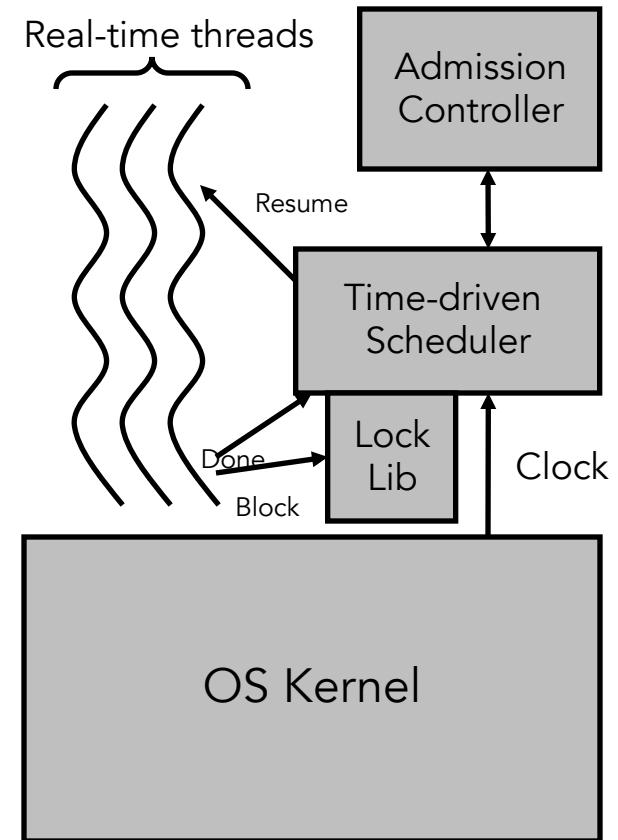 Real-time threads
Admission
Controller
Resume
Time-driven
Scheduler
Lock
Lib
Done
Clock
Block
OS Kernel